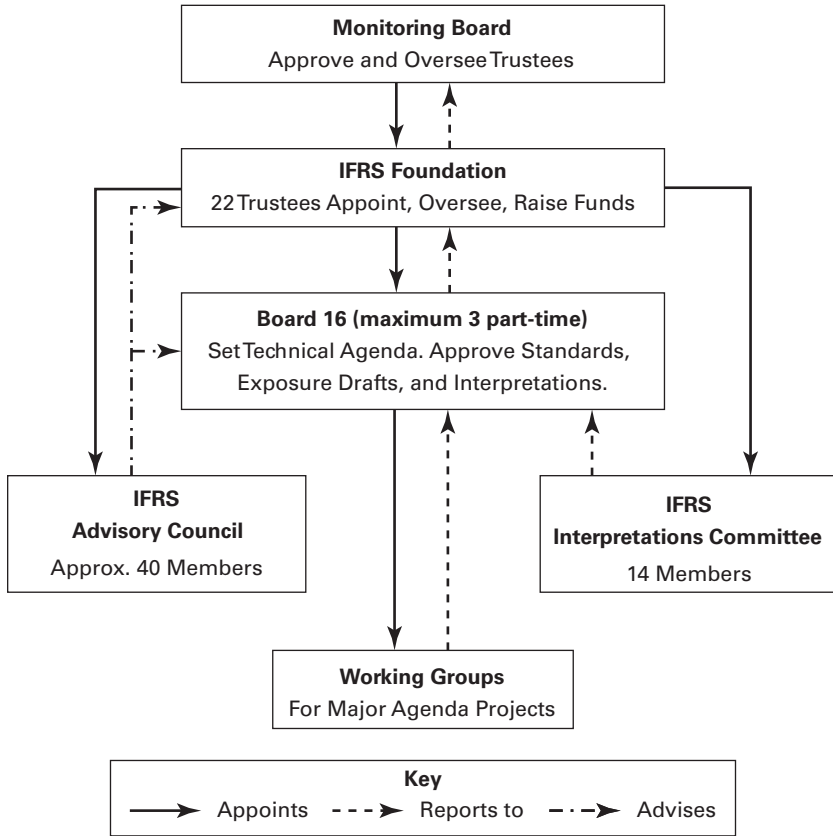 Monitoring Board
Approve and Oversee Trustees
IFRS Foundation
22 Trustees Appoint, Oversee, Raise Funds
Board 16 (maximum 3 part-time)
Set Technical Agenda. Approve Standards,
Exposure Drafts, and Interpretations.
IFRS
Advisory Council
Approx. 40 Members
IFRS
Interpretations Committee
14 Members
Working Groups
For Major Agenda Projects
Key
Appoints
Reports to
Advises